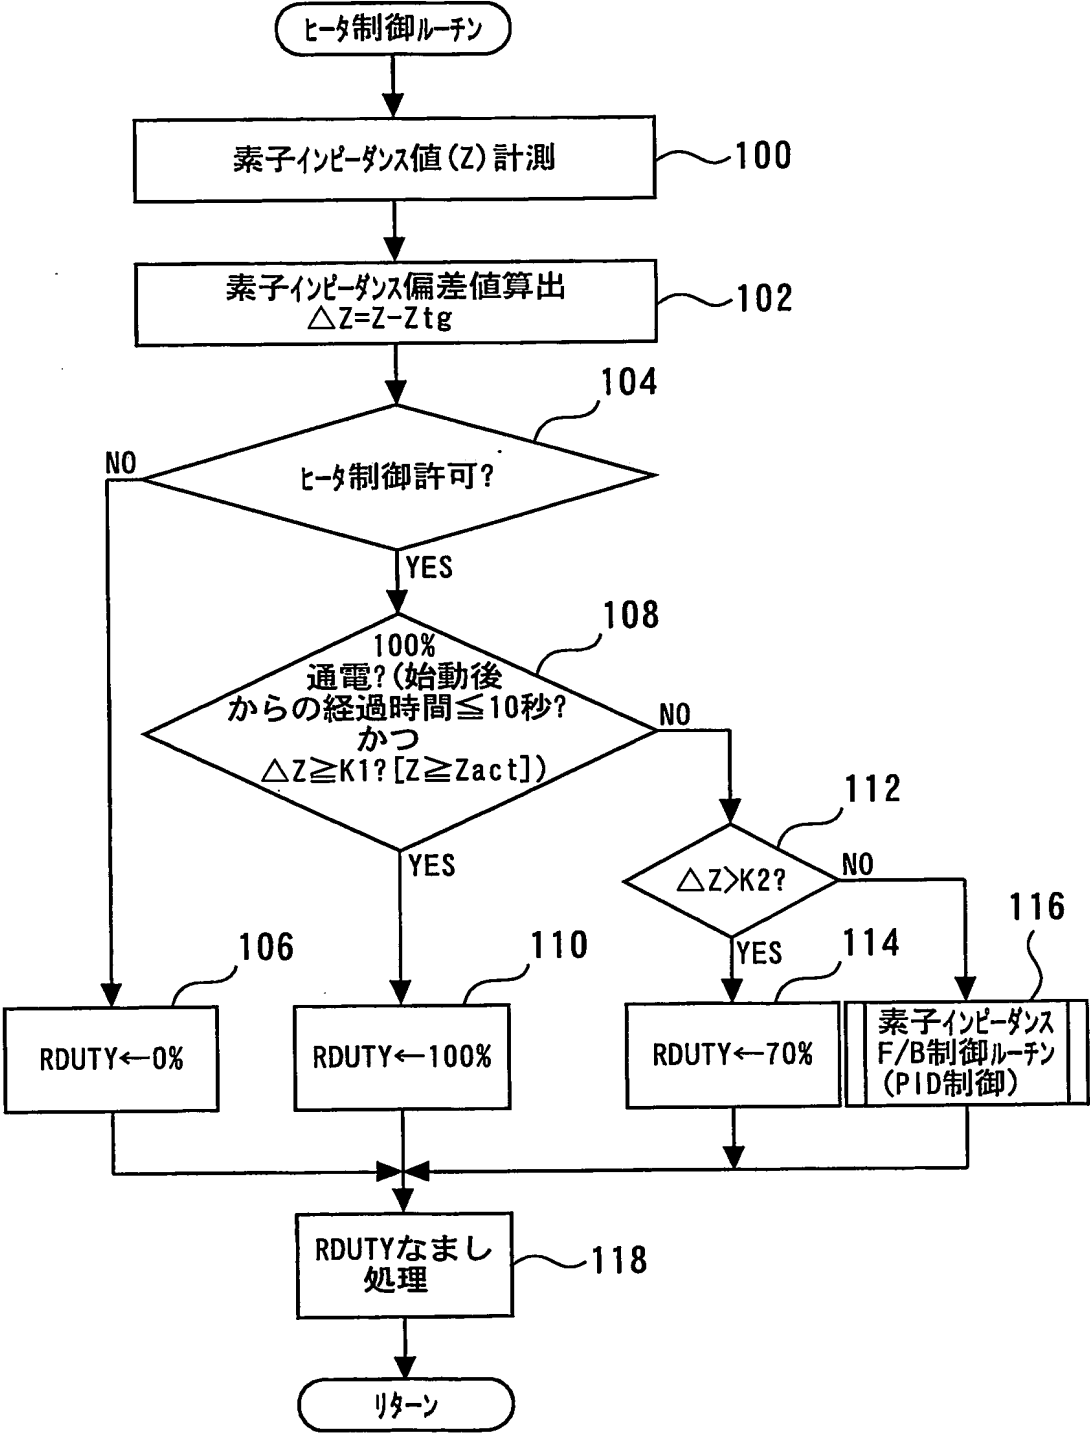 ﾋｰﾀ制御ﾙｰﾁﾝ
素子ｲﾝﾋﾟｰﾀﾞﾝｽ値(Z)計測
100
素子ｲﾝﾋﾟｰﾀﾞﾝｽ偏差値算出
△Z=Z-Ztg
102
104
ﾋｰﾀ制御許可?
NO
YES
108
100%
通電?(始動後
からの経過時間≦10秒?
かつ
△Z≧K1?[Z≧Zact])
NO
YES
112
△Z>K2?
NO
YES
106
RDUTY←0%
110
RDUTY←100%
114
RDUTY←70%
116
素子ｲﾝﾋﾟｰﾀﾞﾝｽ
F/B制御ﾙｰﾁﾝ
(PID制御)
RDUTYなまし
処理
118
ﾘﾀｰﾝ